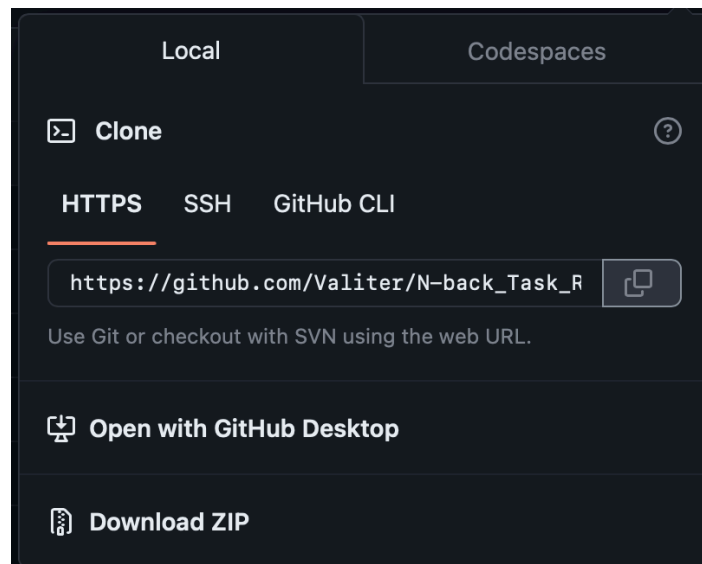 Local Codespaces
Clone
HTTPS SSH GitHub CLI
https://github.com/Valiter/N-back_Task_R
Use Git or checkout with SVN using the web URL.
Open with GitHub Desktop
Download ZIP